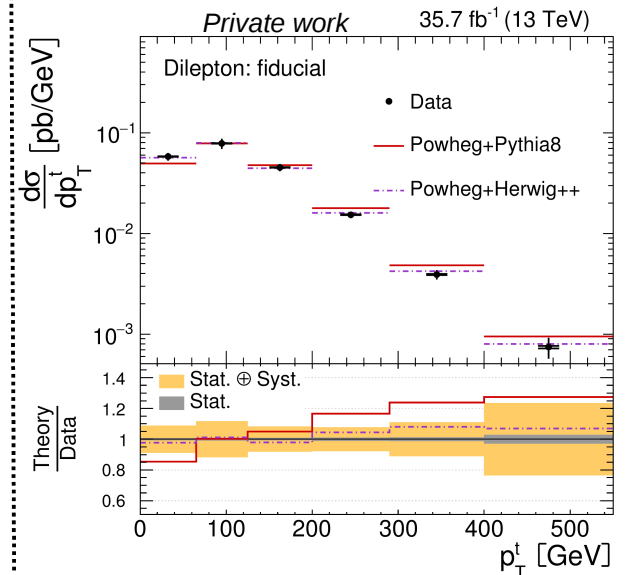 Private work 35.7 fb⁻¹ (13 TeV)
Dilepton: fiducial
Data
Powheg+Pythia8
Powheg+Herwig++
dσ/dp_T^t [pb/GeV]
10⁻¹
10⁻²
10⁻³
Stat. ⊕ Syst.
Stat.
Theory/Data
1.4
1.2
1
0.8
0.6
0 100 200 300 400 500
p_T^t [GeV]